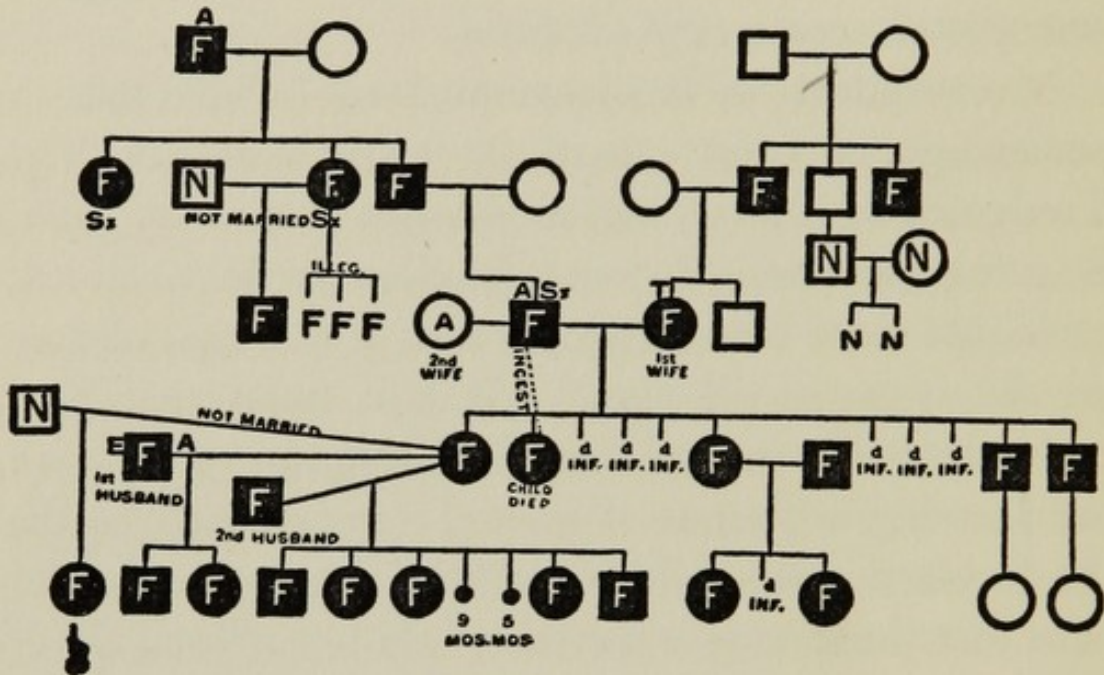 A
F
F N F F F F
Sx NOT MARRIED Sx
N N
ILLEG.
A Sx T
F F F F A F F N N
2nd WIFE 1st WIFE
INCEST
N NOT MARRIED
E F A F F d d d F F d d d F F
INF. INF. INF. INF. INF. INF.
1st HUSBAND
CHILD DIED
F
2nd HUSBAND
F F F F F F F F F d F
INF.
9 5
MOS. MOS.